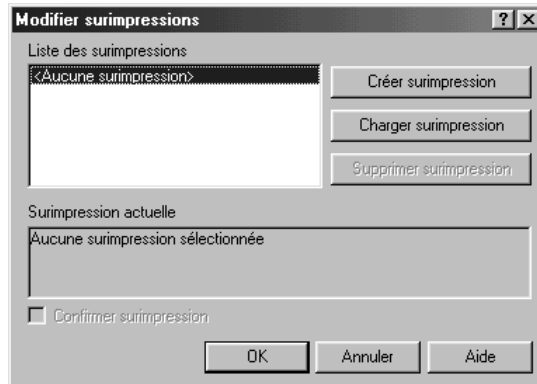 Modifier surimpressions
Liste des surimpressions
<Aucune surimpression>
Créer surimpression
Charger surimpression
Supprimer surimpression
Surimpression actuelle
Aucune surimpression sélectionnée
Confirmer surimpression
OK
Annuler
Aide